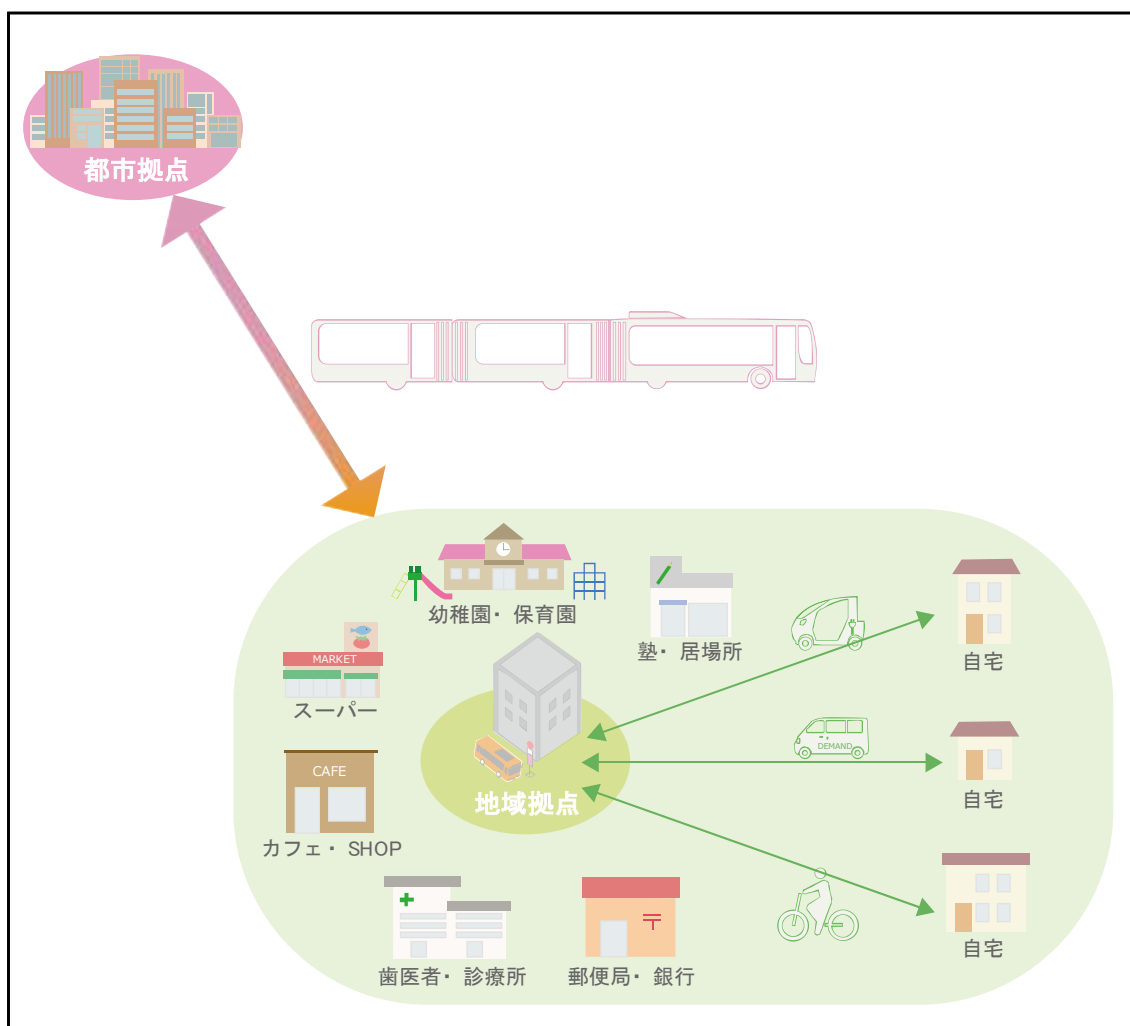 都市拠点
幼稚園・保育園
塾・居場所
自宅
MARKET
スーパー
DEMAND
自宅
CAFE
地域拠点
カフェ・SHOP
〒
自宅
歯医者・診療所
郵便局・銀行